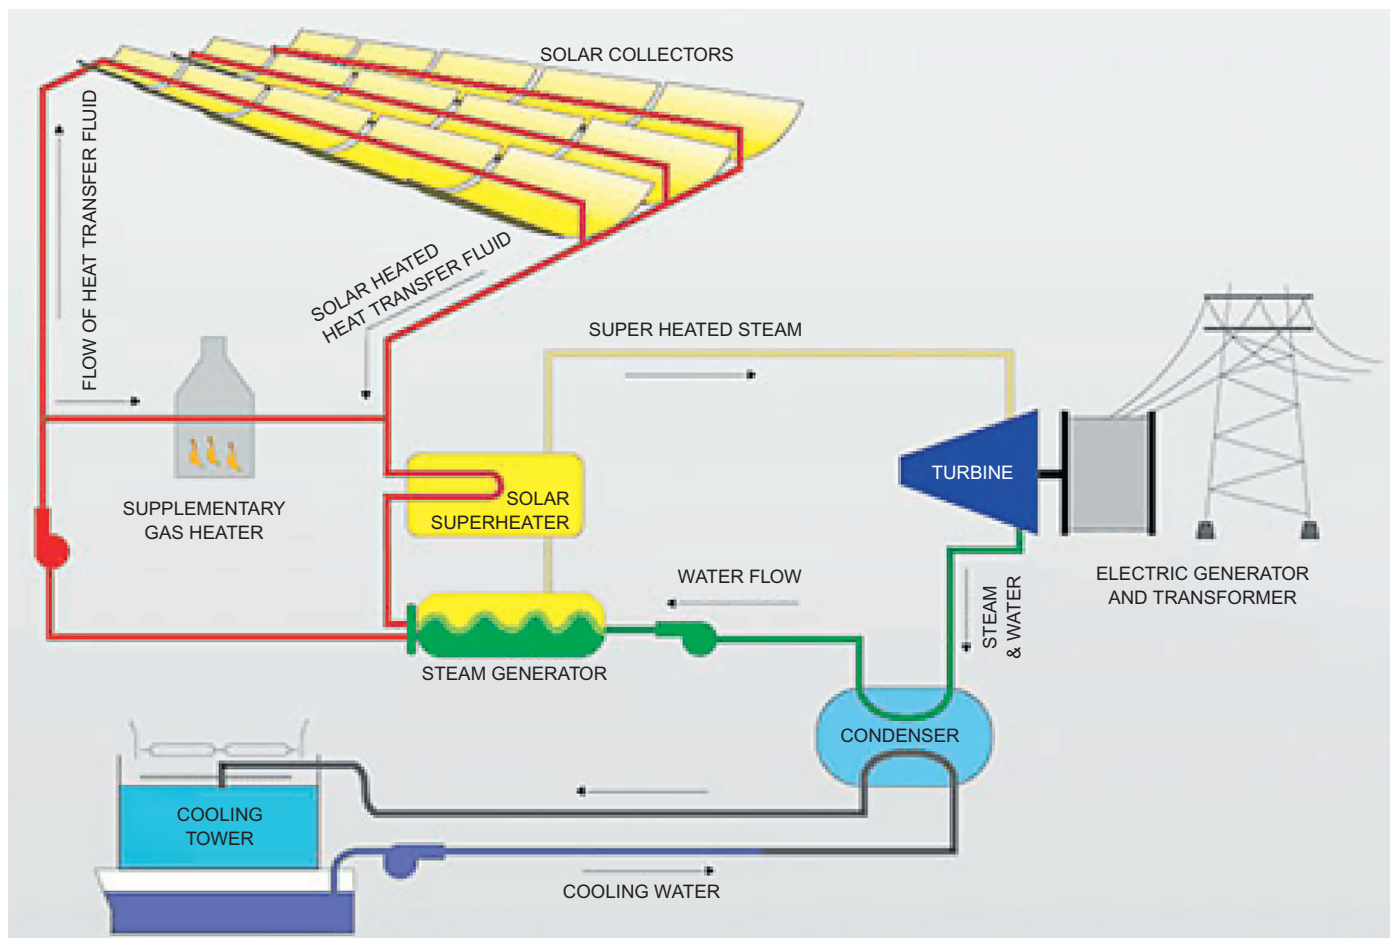 SOLAR COLLECTORS
FLOW OF HEAT TRANSFER FLUID
SOLAR HEATED
HEAT TRANSFER FLUID
SUPER HEATED STEAM
TURBINE
SOLAR
SUPERHEATER
SUPPLEMENTARY
GAS HEATER
WATER FLOW
STEAM
& WATER
ELECTRIC GENERATOR
AND TRANSFORMER
STEAM GENERATOR
CONDENSER
COOLING
TOWER
COOLING WATER